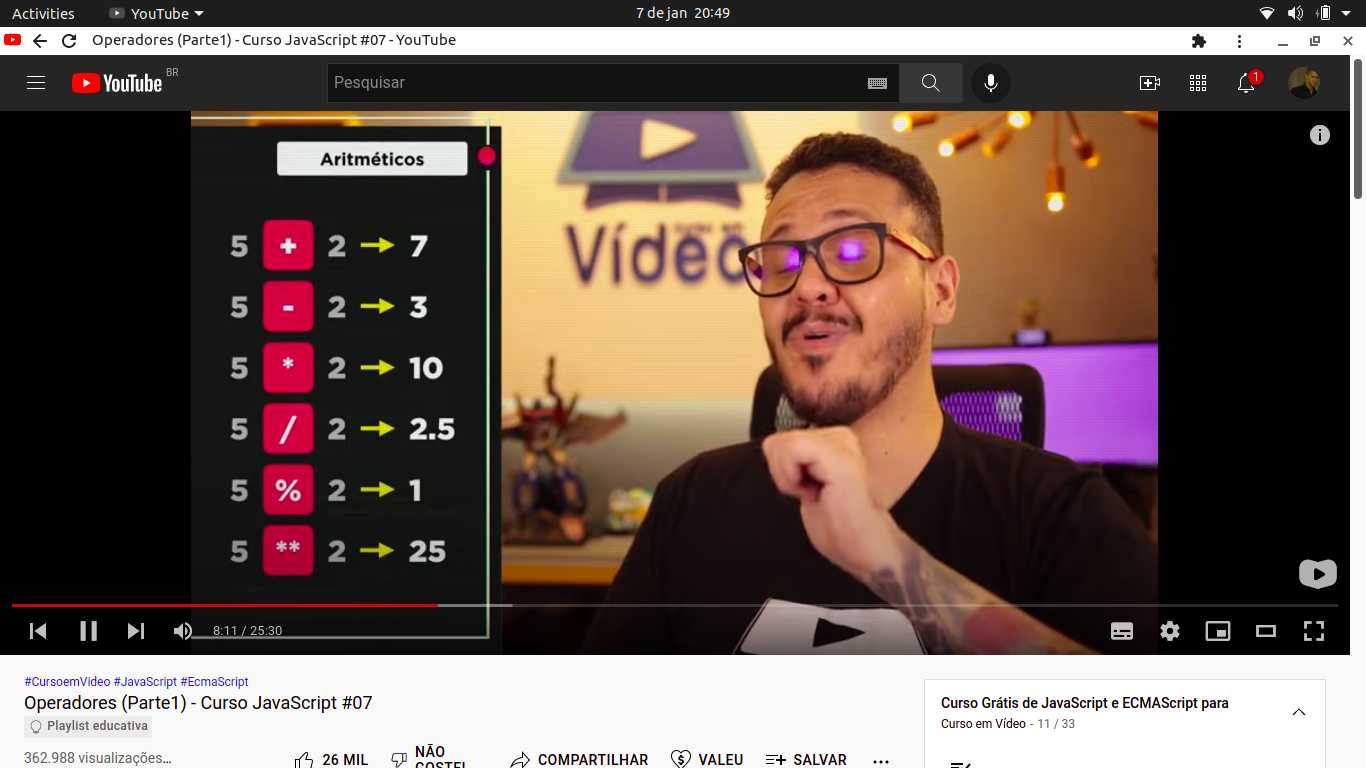 Activities
YouTube
7 de jan 20:49
Operadores (Parte1) - Curso JavaScript #07 - YouTube
YouTube BR
Pesquisar
1
Aritméticos
5 + 2 → 7
5 - 2 → 3
5 * 2 → 10
5 / 2 → 2.5
5 % 2 → 1
5 ** 2 → 25
Vídeo
8:11 / 25:30
#CursoemVideo #JavaScript #EcmaScript
Operadores (Parte1) - Curso JavaScript #07
Playlist educativa
362.988 visualizações...
26 MIL
NÃO
COMPARTILHAR
VALEU
SALVAR
Curso Grátis de JavaScript e ECMAScript para
Curso em Vídeo - 11 / 33